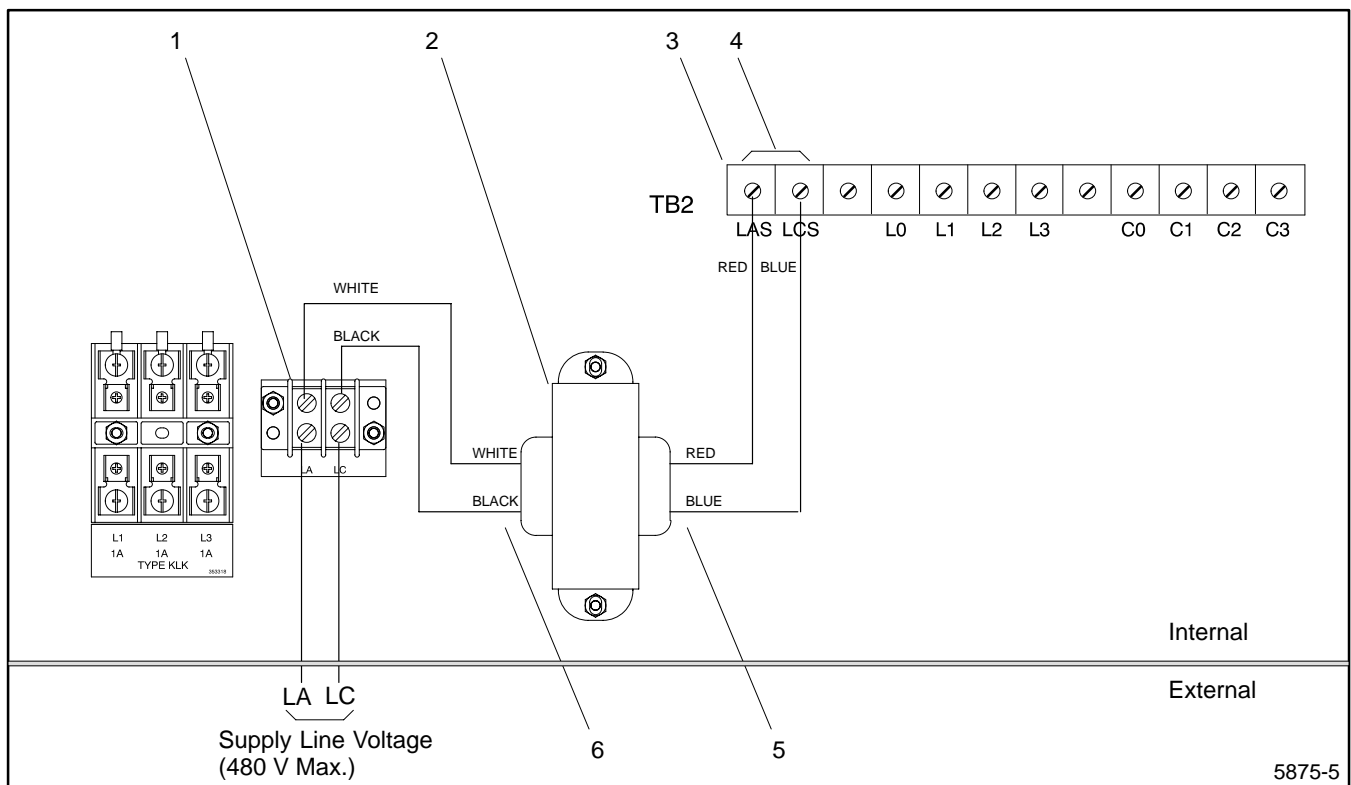 1 2 3 4
TB2
LAS LCS L0 L1 L2 L3 C0 C1 C2 C3
RED BLUE
WHITE
BLACK
WHITE RED
BLACK BLUE
LA LC
L1 L2 L3
1A 1A 1A
TYPE KLK
353318
Internal
External
LA LC
Supply Line Voltage
(480 V Max.)
6 5
5875-5